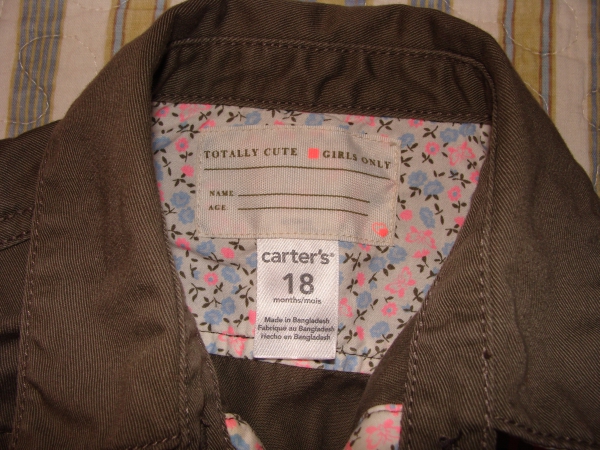 TOTALLY CUTE GIRLS ONLY
NAME
AGE
carter's®
18
months/mois
Made in Bangladesh
Fabriqué au Bangladesh
Hecho en Bangladesh